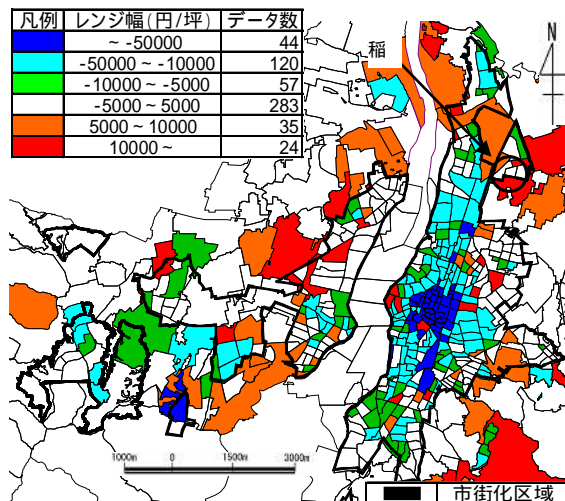 凡例 レンジ幅(円/坪) データ数
~ -50000 44
-50000 ~ -10000 120
-10000 ~ -5000 57
-5000 ~ 5000 283
5000 ~ 10000 35
10000 ~ 24
稲
N
1000m 0 1500m 3000m
市街化区域